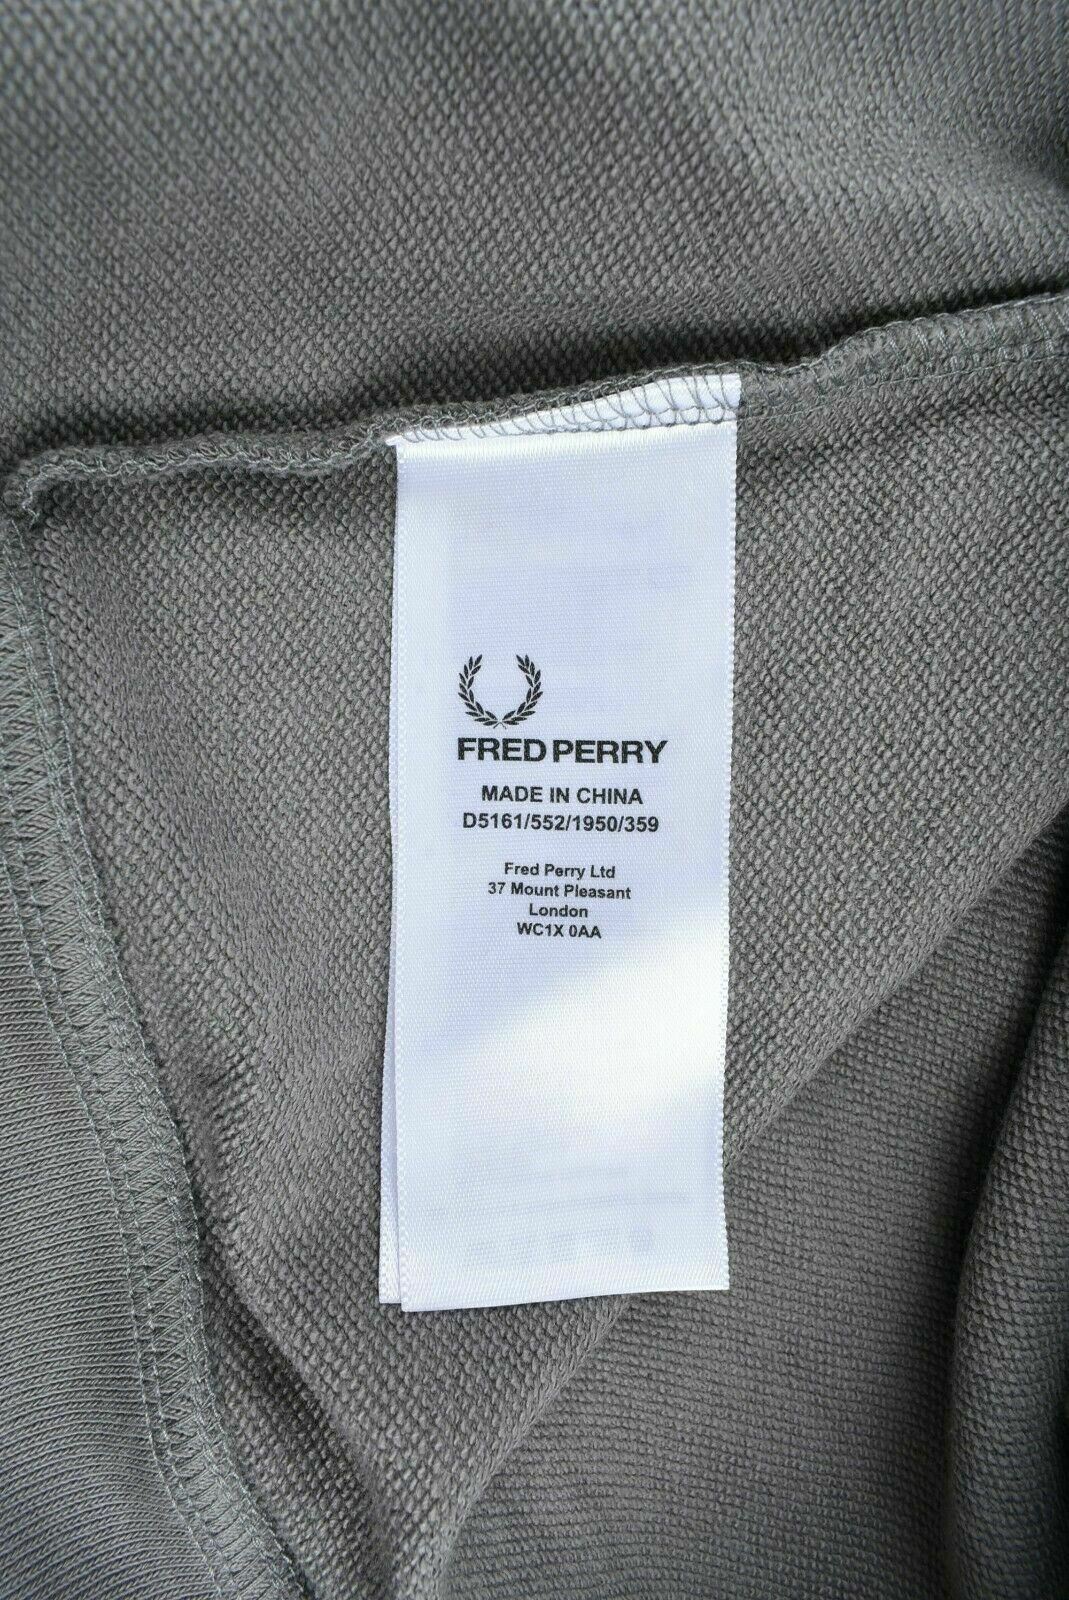 FRED PERRY
MADE IN CHINA
D5161/552/1950/359
Fred Perry Ltd
37 Mount Pleasant
London
WC1X 0AA